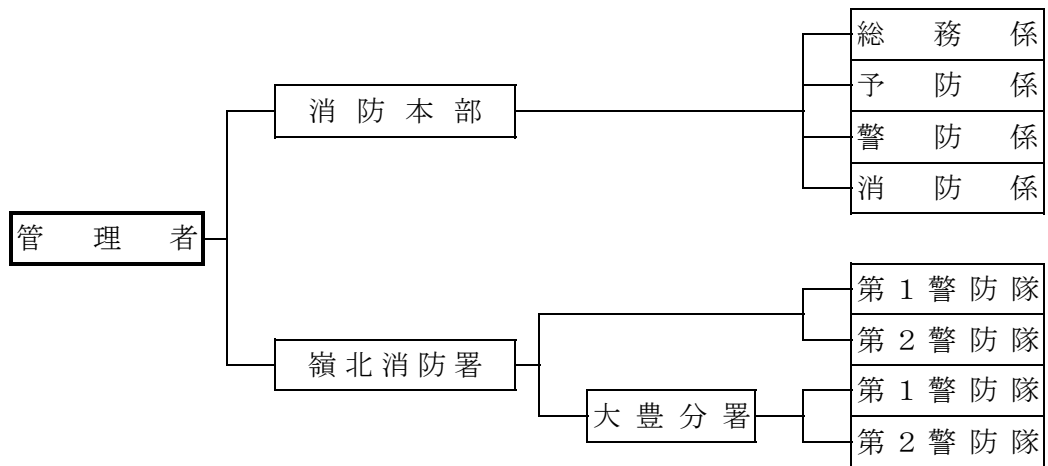 総務係
予防係
消防本部
警防係
消防係
管理者
第1警防隊
第2警防隊
嶺北消防署
第1警防隊
大豊分署
第2警防隊